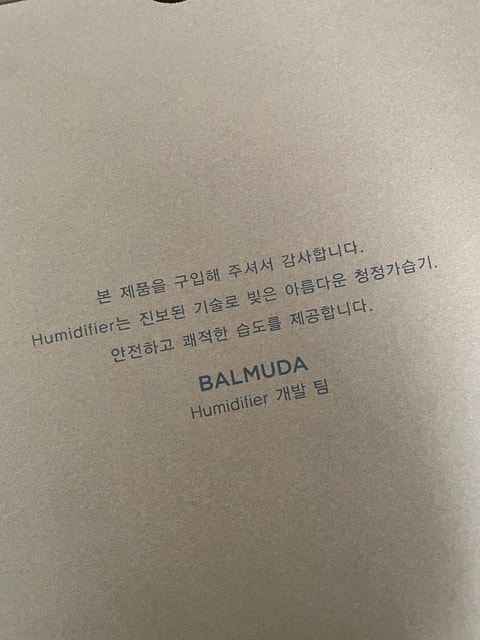 본 제품을 구입해 주셔서 감사합니다.
Humidifier는 진보된 기술로 빚은 아름다운 청정가습기.
안전하고 쾌적한 습도를 제공합니다.
BALMUDA
Humidifier 개발 팀